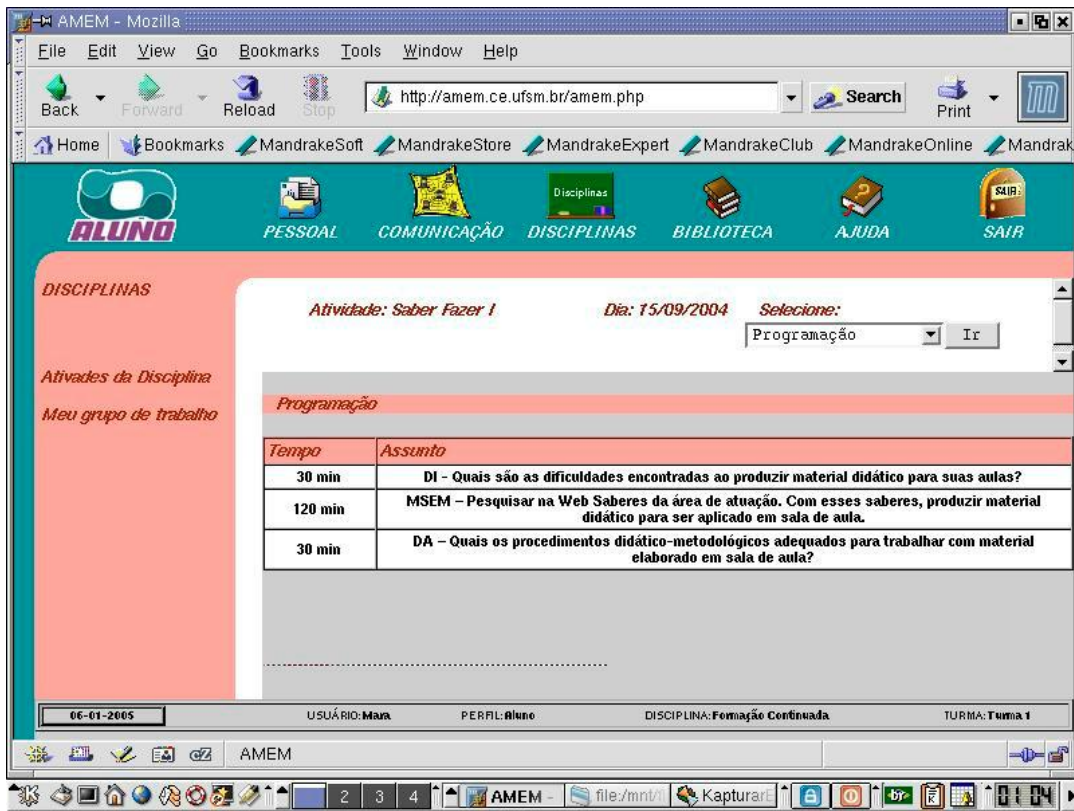 AMEM - Mozilla
File Edit View Go Bookmarks Tools Window Help
Back Forward Reload Stop http://amem.ce.ufsm.br/amem.php Search Print
Home Bookmarks MandrakeSoft MandrakeStore MandrakeExpert MandrakeClub MandrakeOnline Mandrak
Disciplinas SAIR
ALUNO PESSOAL COMUNICAÇÃO DISCIPLINAS BIBLIOTECA AJUDA SAIR
DISCIPLINAS
Atividade: Saber Fazer I Dia: 15/09/2004 Selecione:
Programação Ir
Ativades da Disciplina
Meu grupo de trabalho
Programação
Tempo Assunto
30 min DI - Quais são as dificuldades encontradas ao produzir material didático para suas aulas?
120 min MSEM – Pesquisar na Web Saberes da área de atuação. Com esses saberes, produzir material
didático para ser aplicado em sala de aula.
30 min DA – Quais os procedimentos didático-metodológicos adequados para trabalhar com material
elaborado em sala de aula?
06-01-2005 USUÁRIO:Mara PERFIL:Aluno DISCIPLINA:Formação Continuada TURMA:Turma 1
AMEM
2 3 4 AMEM - file:/mnt/ Kapturar br 01:04